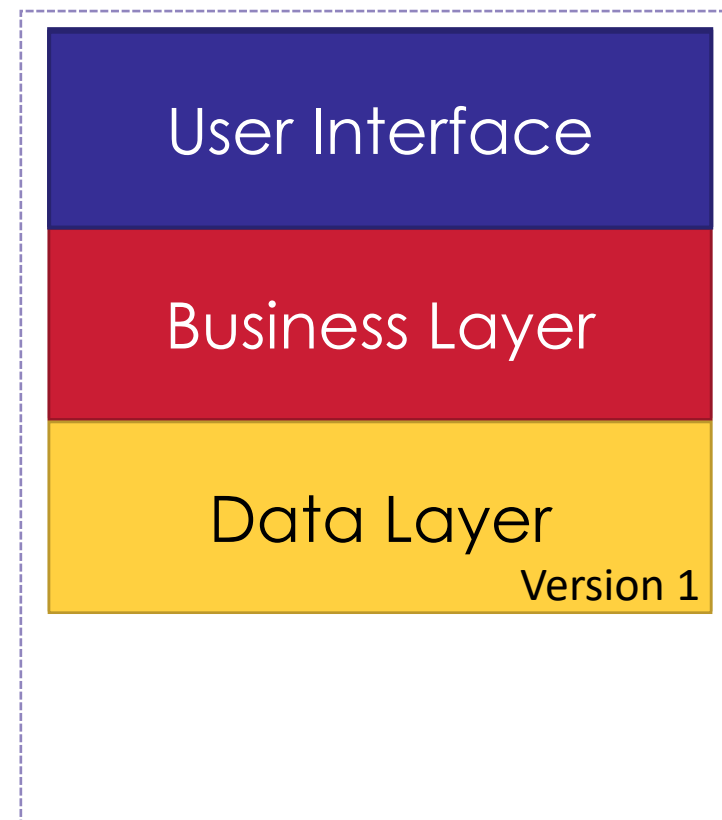 User Interface
Business Layer
Data Layer
Version 1